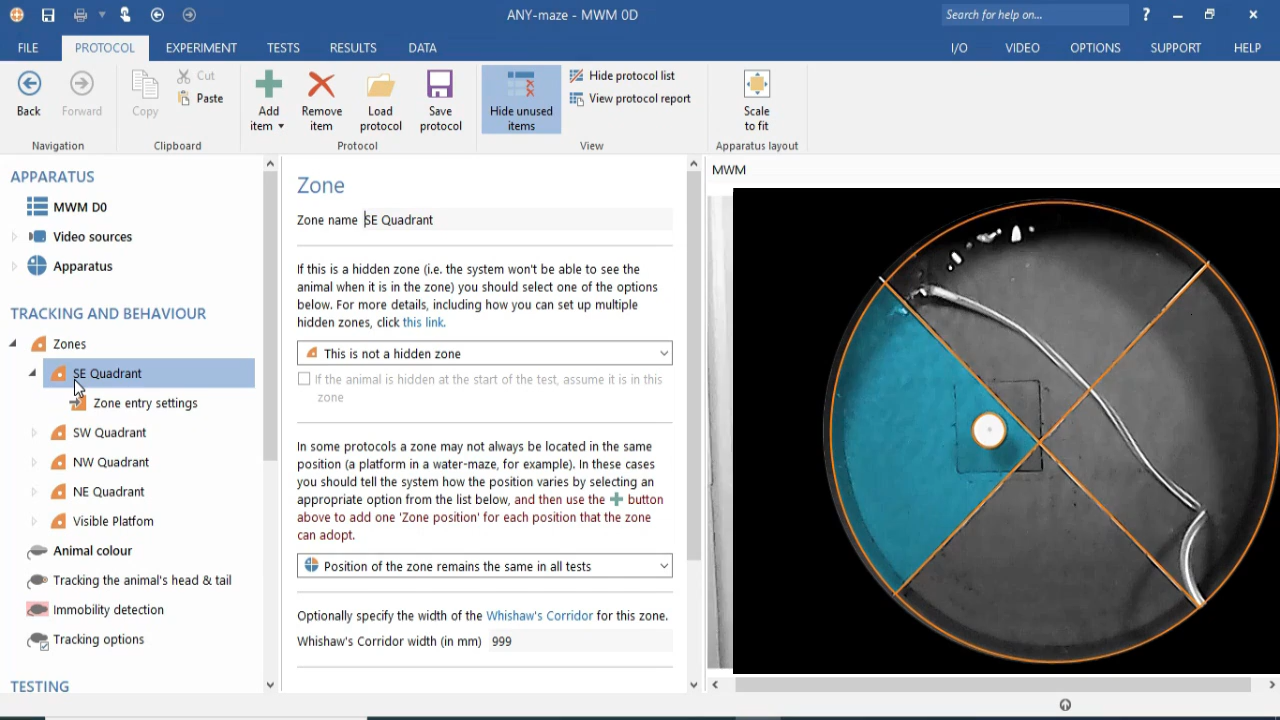 ANY-maze - MWM 0D
Search for help on...
?
FILE
PROTOCOL
EXPERIMENT
TESTS
RESULTS
DATA
I/O
VIDEO
OPTIONS
SUPPORT
HELP
Back
Forward
Navigation
Copy
Cut
Paste
Clipboard
Add
item
Remove
item
Load
protocol
Save
protocol
Protocol
Hide unused
items
Hide protocol list
View protocol report
View
Scale
to fit
Apparatus layout
APPARATUS
MWM D0
Video sources
Apparatus
TRACKING AND BEHAVIOUR
Zones
SE Quadrant
Zone entry settings
SW Quadrant
NW Quadrant
NE Quadrant
Visible Platfom
Animal colour
Tracking the animal's head & tail
Immobility detection
Tracking options
TESTING
Zone
Zone name SE Quadrant
If this is a hidden zone (i.e. the system won't be able to see the
animal when it is in the zone) you should select one of the options
below. For more details, including how you can set up multiple
hidden zones, click this link.
This is not a hidden zone
If the animal is hidden at the start of the test, assume it is in this
zone
In some protocols a zone may not always be located in the same
position (a platform in a water-maze, for example). In these cases
you should tell the system how the position varies by selecting an
appropriate option from the list below, and then use the + button
above to add one 'Zone position' for each position that the zone
can adopt.
Position of the zone remains the same in all tests
Optionally specify the width of the Whishaw's Corridor for this zone.
Whishaw's Corridor width (in mm) 999
MWM